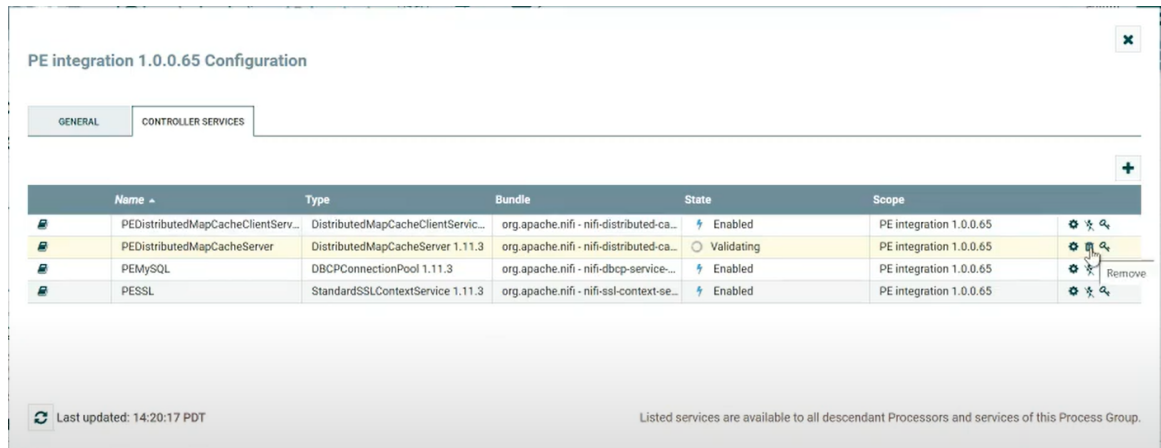 PE integration 1.0.0.65 Configuration
GENERAL CONTROLLER SERVICES
Name Type Bundle State Scope
PEDistributedMapCacheClientServ... DistributedMapCacheClientServic... org.apache.nifi - nifi-distributed-ca... Enabled PE integration 1.0.0.65
PEDistributedMapCacheServer DistributedMapCacheServer 1.11.3 org.apache.nifi - nifi-distributed-ca... Validating PE integration 1.0.0.65
PEMySQL DBCPConnectionPool 1.11.3 org.apache.nifi - nifi-dbcp-service-... Enabled PE integration 1.0.0.65
Remove
PESSL StandardSSLContextService 1.11.3 org.apache.nifi - nifi-ssl-context-se... Enabled PE integration 1.0.0.65
Last updated: 14:20:17 PDT Listed services are available to all descendant Processors and services of this Process Group.